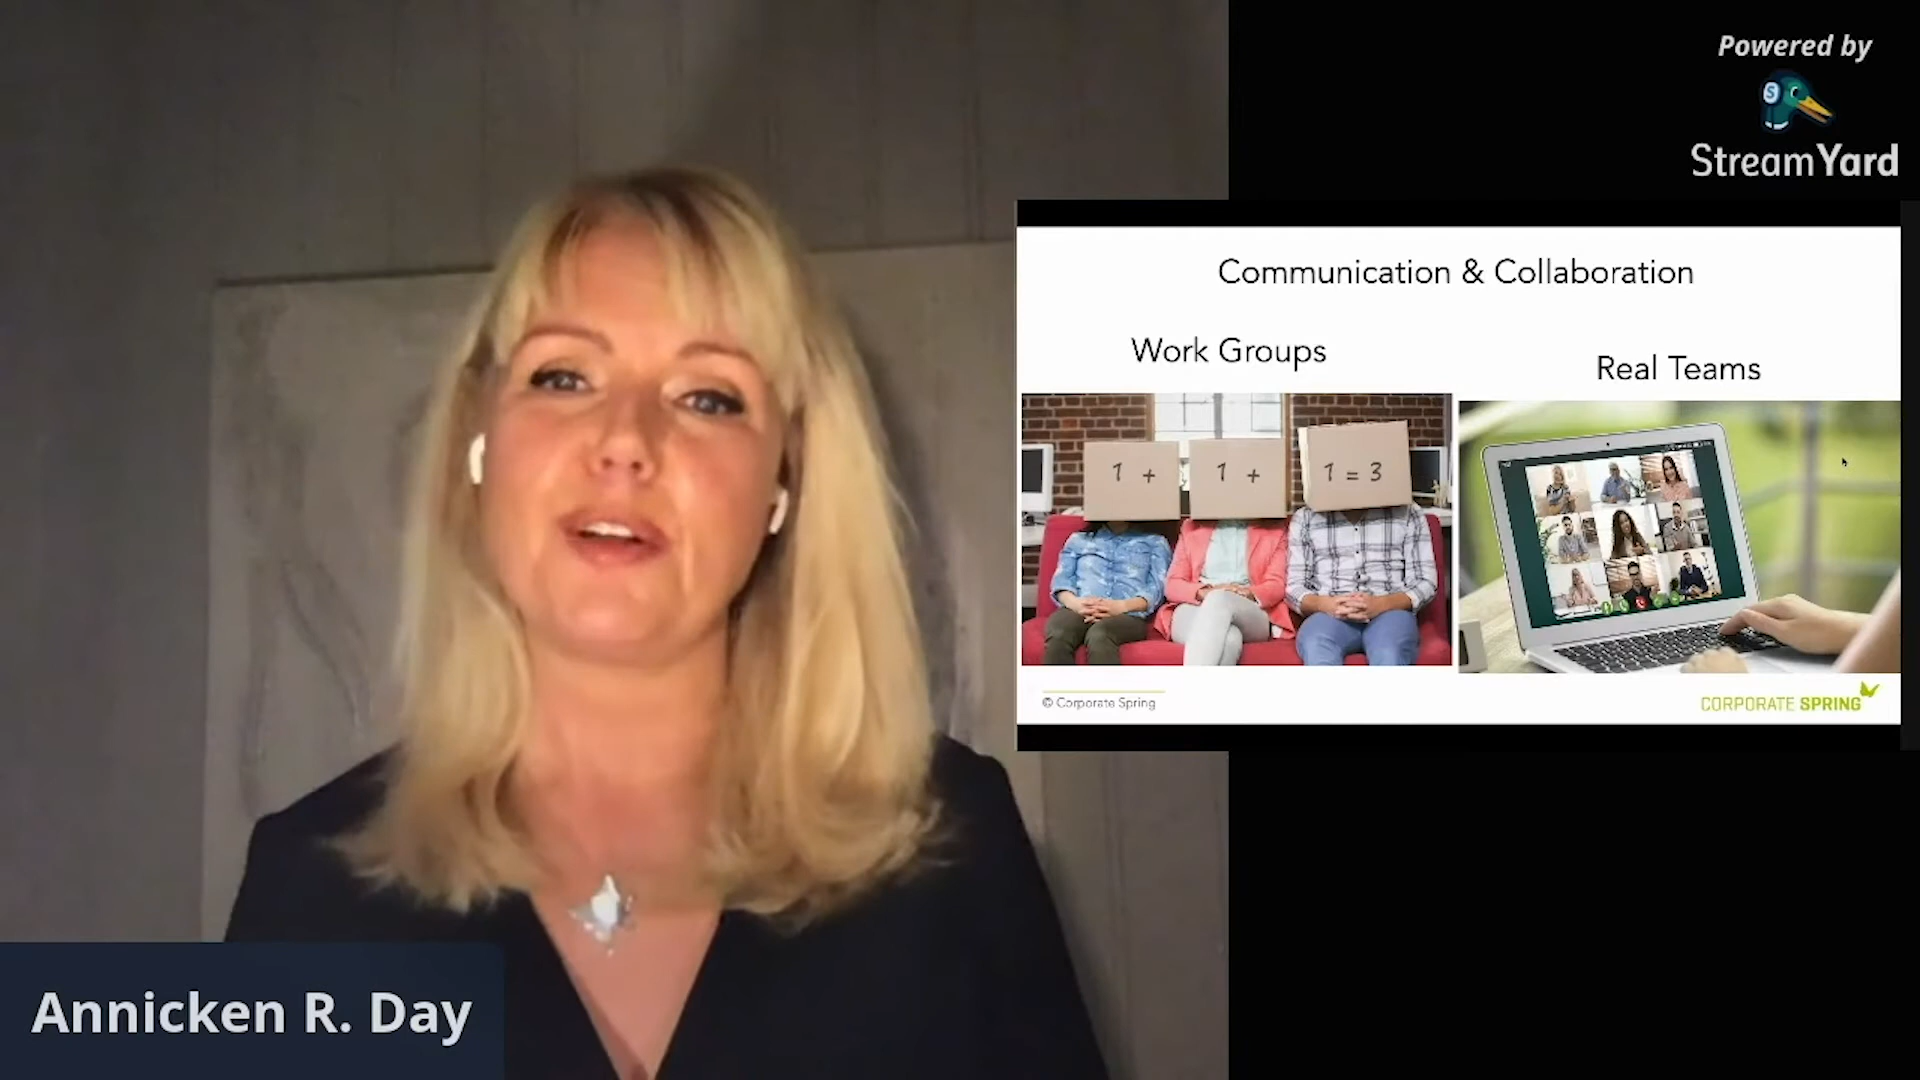 Powered by
StreamYard
Communication & Collaboration
Work Groups
Real Teams
1 +
1 +
1 = 3
© Corporate Spring
CORPORATE SPRING
Annicken R. Day